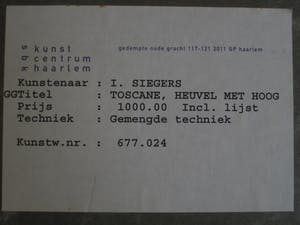 kunst
centrum
haarlem
gedempte oude gracht 117-121 2011 GP haarlem
Kunstenaar : I. SIEGERS
GGTitel : TOSCANE, HEUVEL MET HOOG
Prijs : 1000.00 Incl. lijst
Techniek : Gemengde techniek
Kunstw.nr. : 677.024